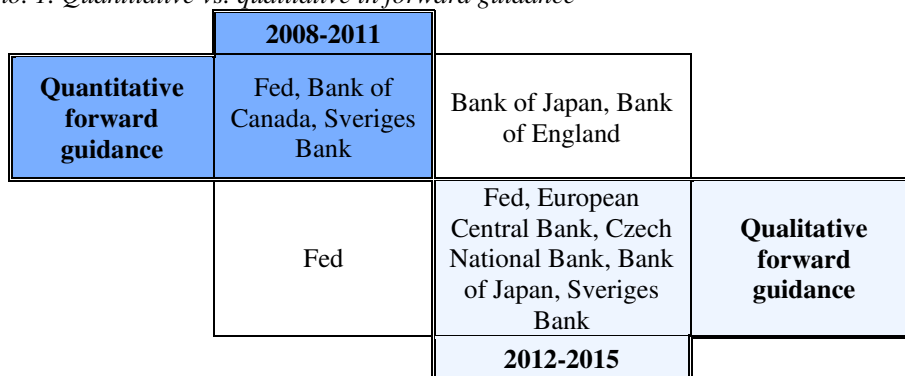 no. 1. Quantitative vs. qualitative in forward guidance
2008-2011
Quantitative
forward
guidance
Fed, Bank of
Canada, Sveriges
Bank
Bank of Japan, Bank
of England
Fed
Fed, European
Central Bank, Czech
National Bank, Bank
of Japan, Sveriges
Bank
Qualitative
forward
guidance
2012-2015